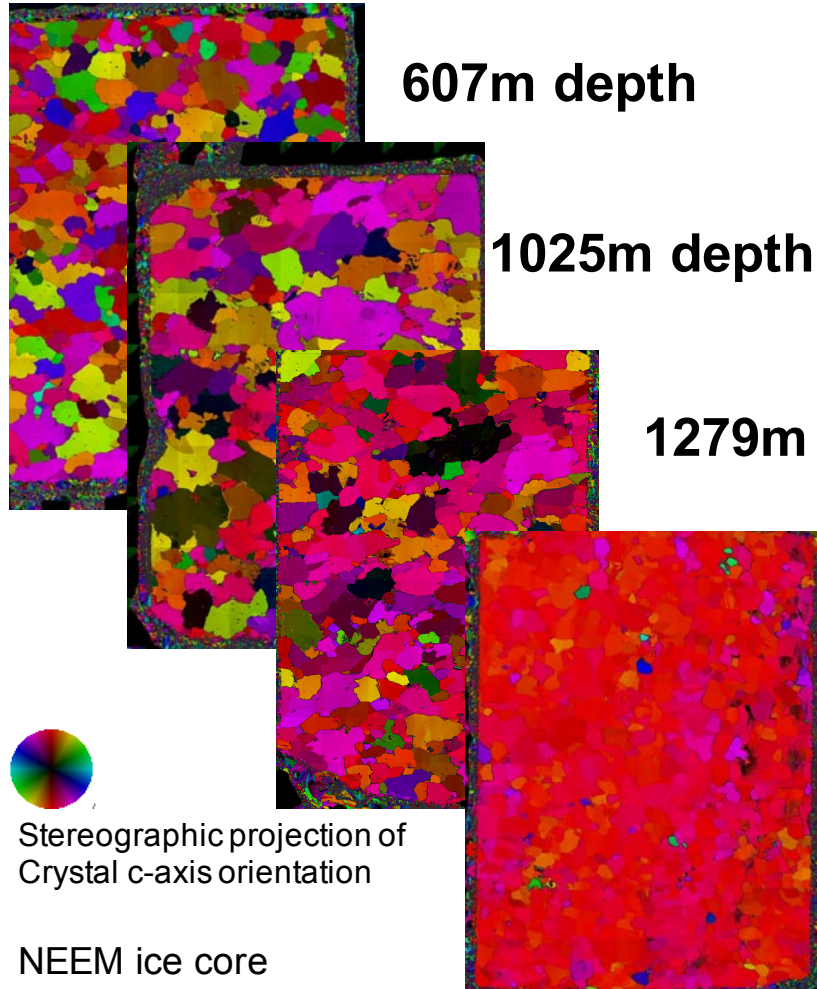 607m depth
1025m depth
1279m
Stereographic projection of
Crystal c-axis orientation
NEEM ice core